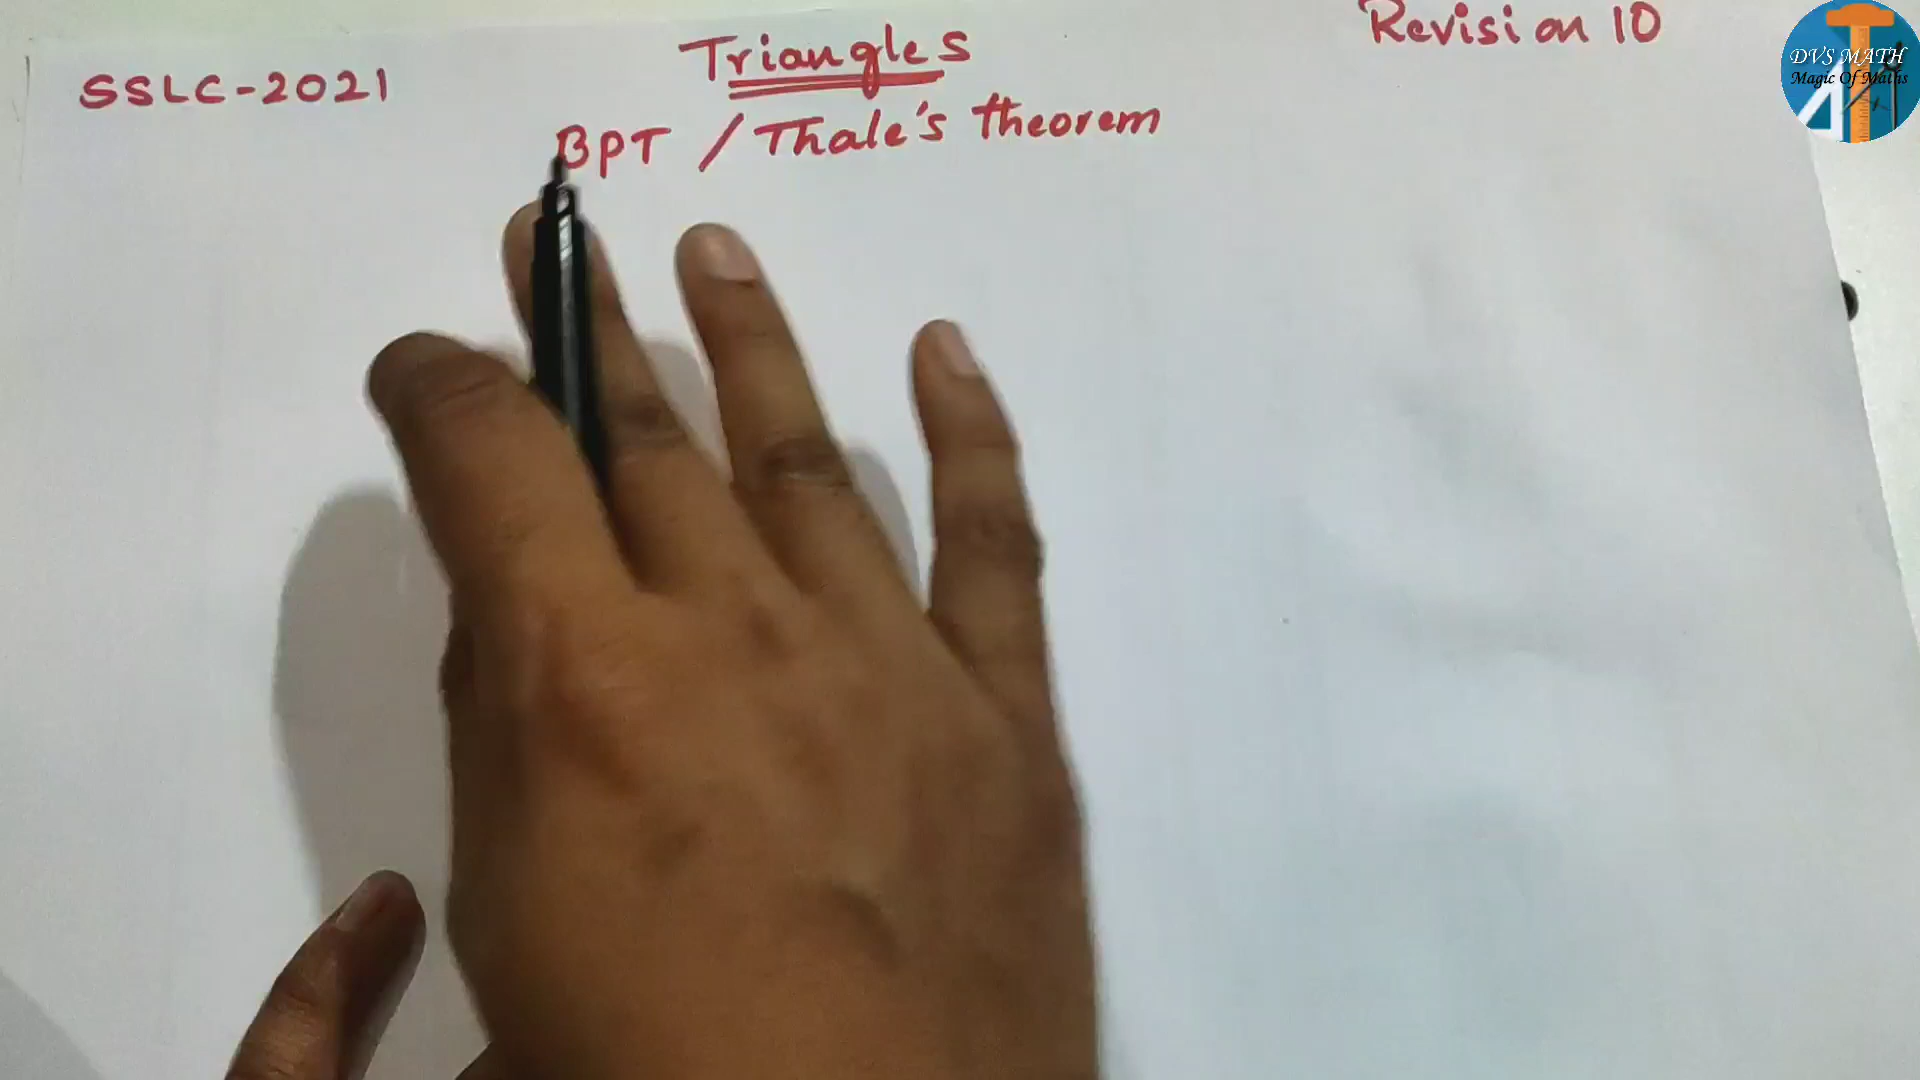 Triangles
Revision 10
SSLC-2021
BPT / Thale's theorem
DVS MATH
Magic Of Maths